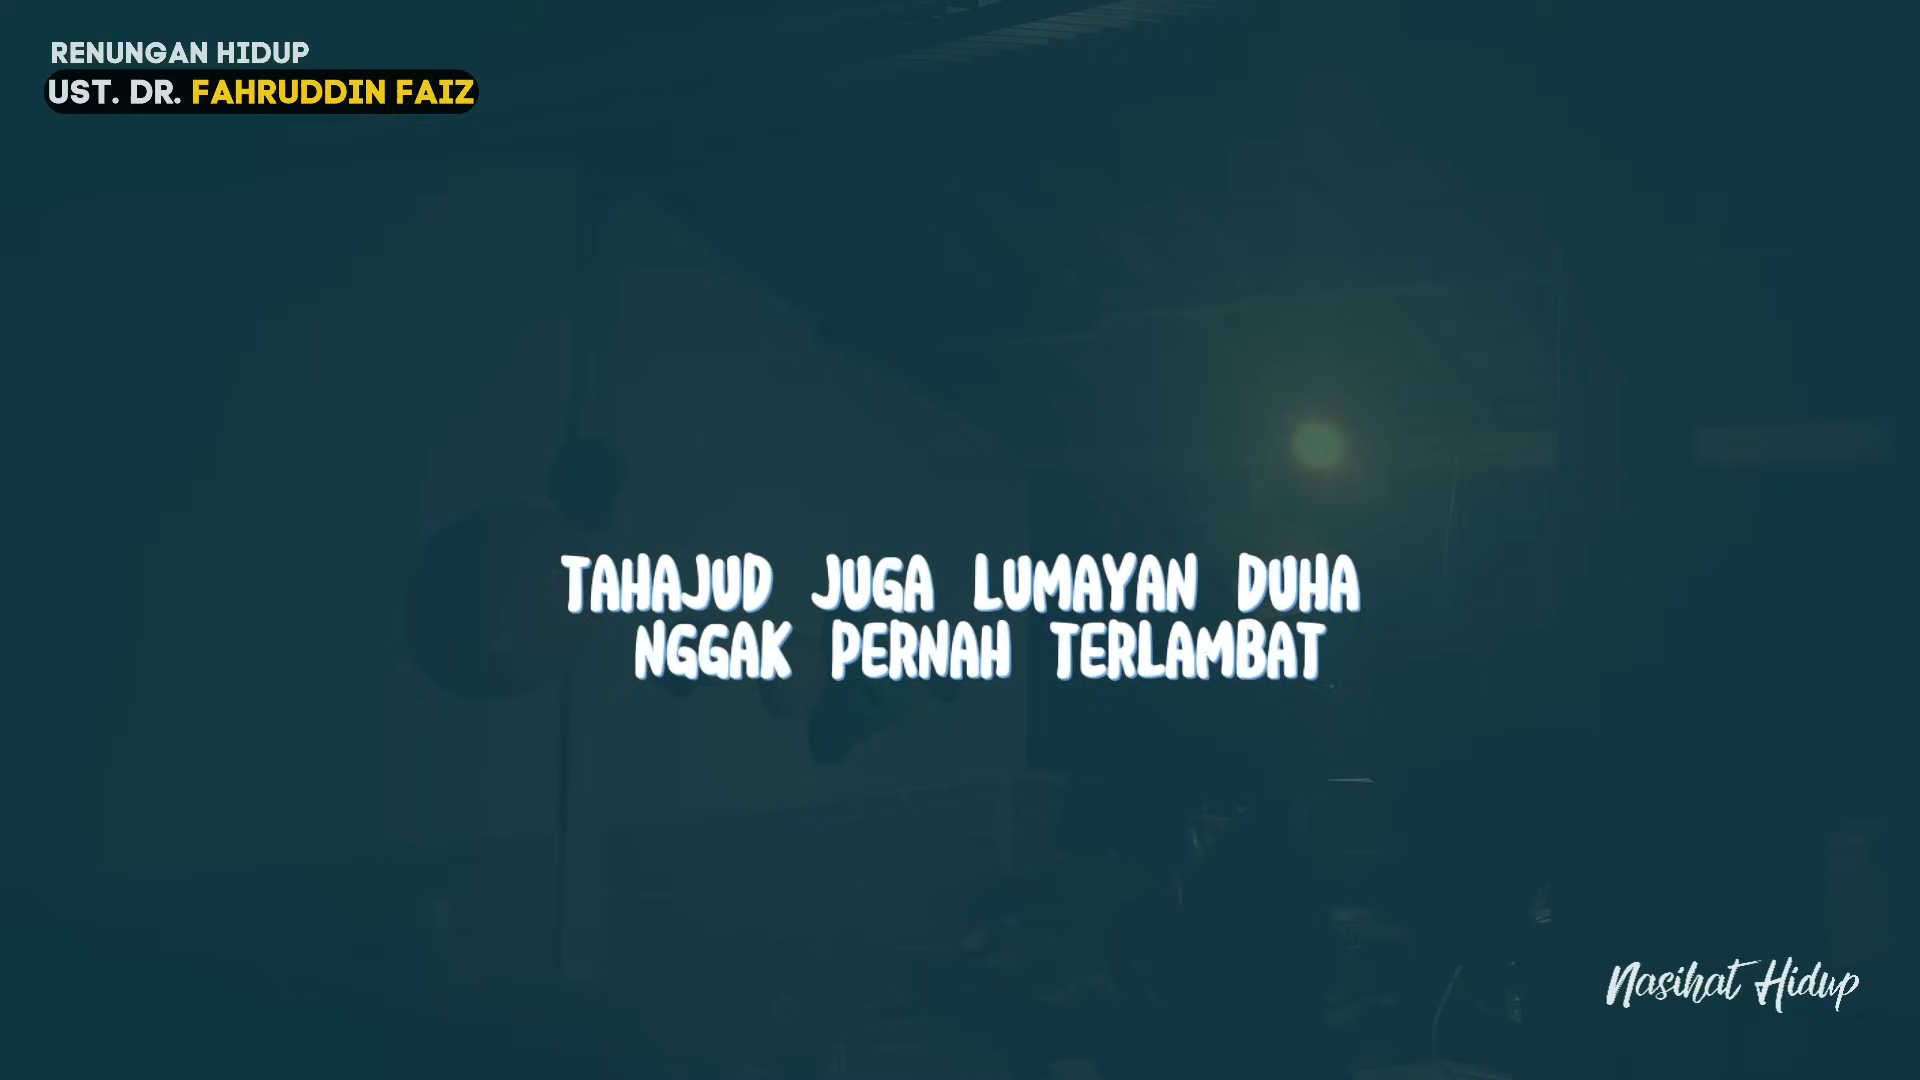 RENUNGAN HIDUP
UST. DR. FAHRUDDIN FAIZ
TAHAJUD JUGA LUMAYAN DUHA
NGGAK PERNAH TERLAMBAT
Nasihat Hidup